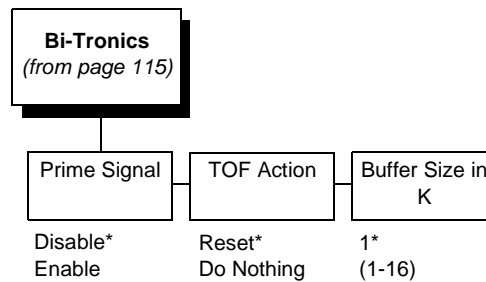 Bi-Tronics
(from page 115)
Prime Signal
TOF Action
Buffer Size in
K
Disable*
Enable
Reset*
Do Nothing
1*
(1-16)